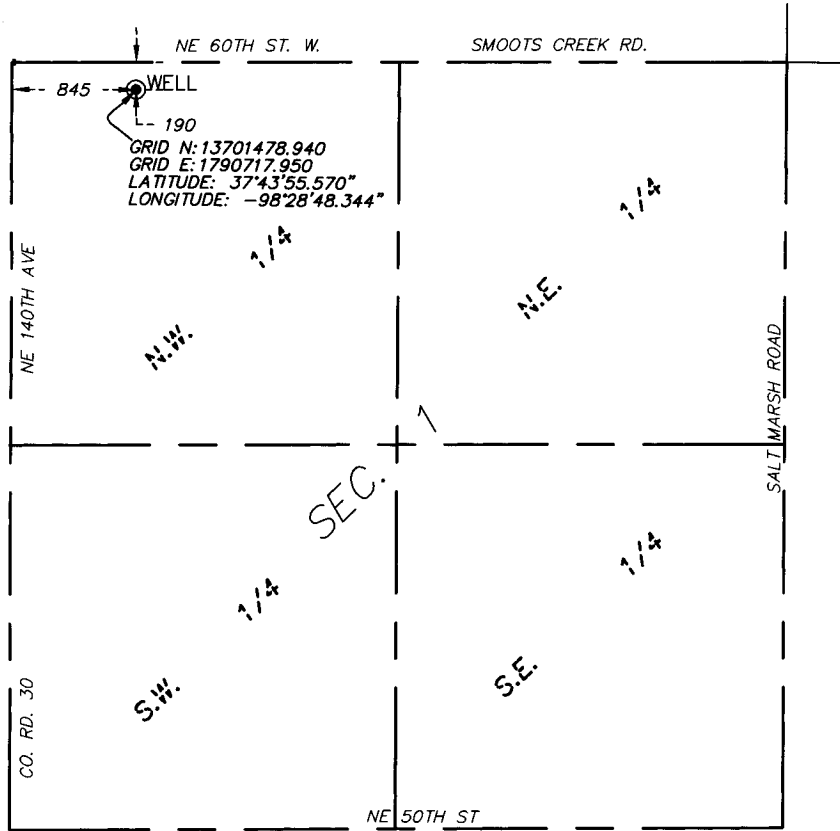 NE 60TH ST. W.
SMOOTS CREEK RD.
845
WELL
190
GRID N: 13701478.940
GRID E: 1790717.950
LATITUDE: 37°43'55.570"
LONGITUDE: -98°28'48.344"
NE 140TH AVE
N.W. 1/4
N.E. 1/4
SALT MARSH ROAD
SEC. 1
CO. RD. 30
S.W. 1/4
S.E. 1/4
NE 50TH ST